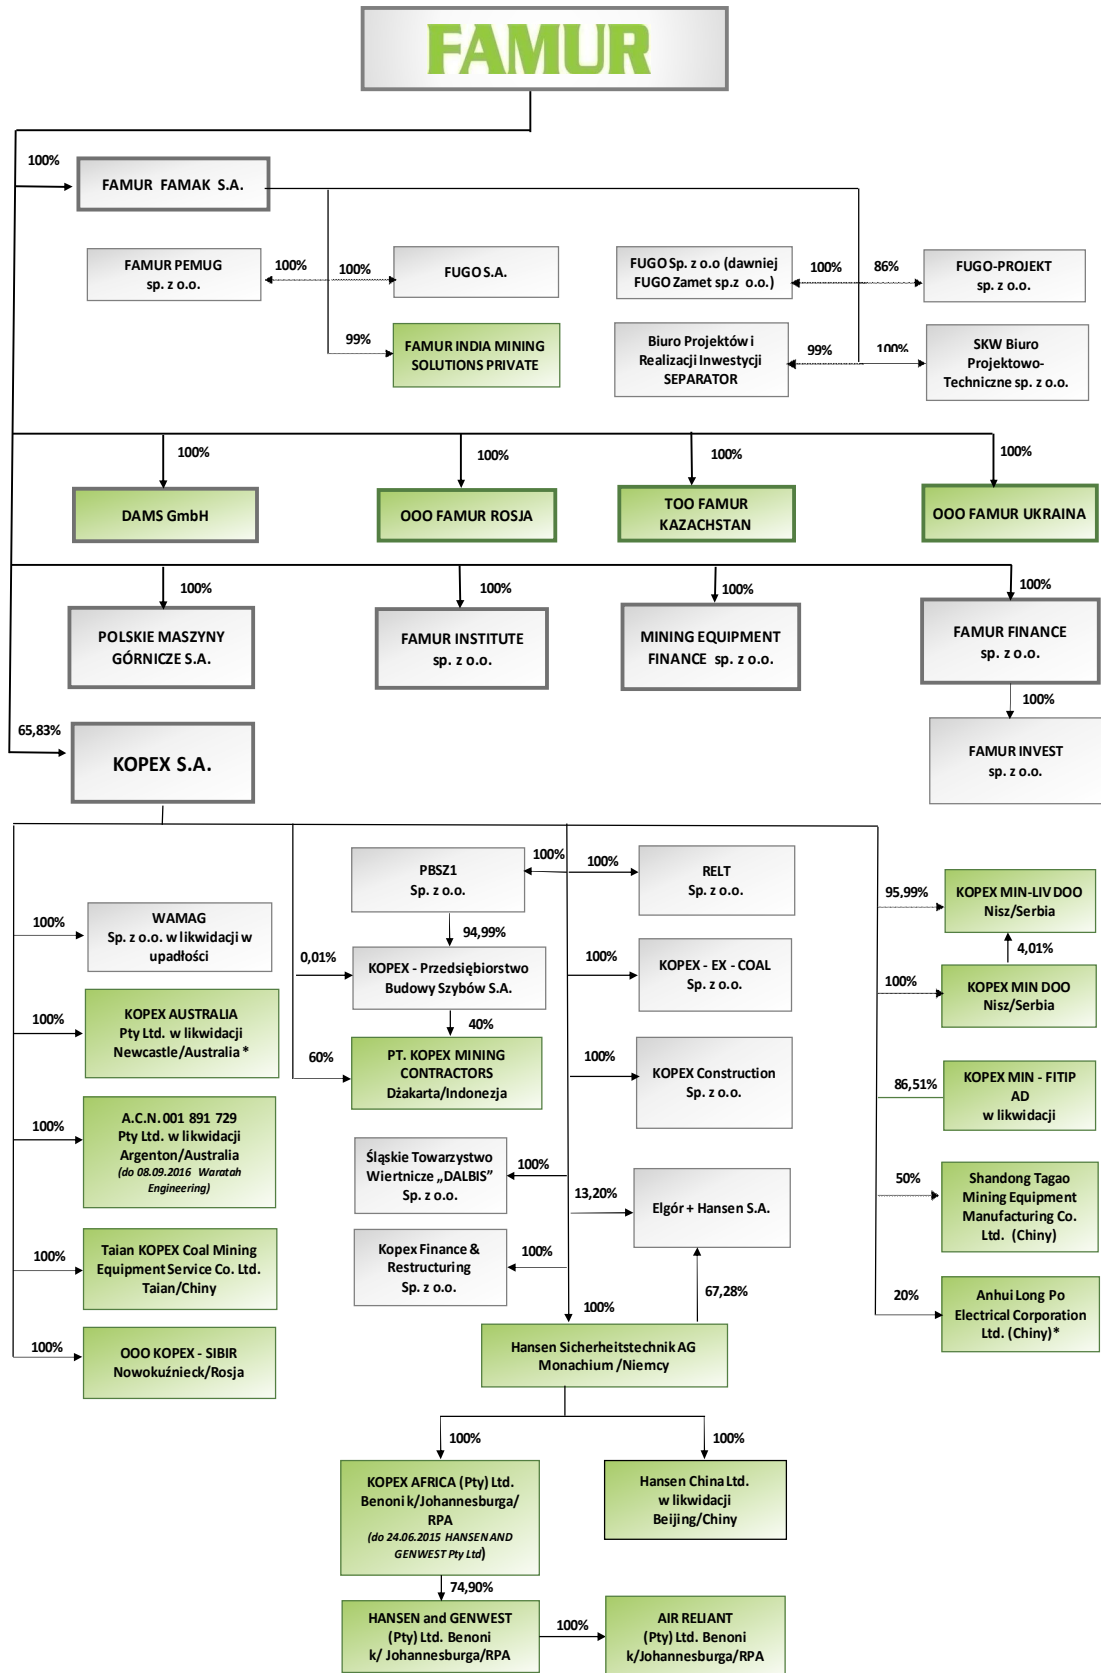 FAMUR
100%
FAMUR FAMAK S.A.
FAMUR PEMUG
sp. z o.o.
100%
100%
FUGO S.A.
FUGO Sp. z o.o (dawniej
FUGO Zamet sp.z o.o.)
100%
86%
FUGO-PROJEKT
sp. z o.o.
99%
FAMUR INDIA MINING
SOLUTIONS PRIVATE
Biuro Projektów i
Realizacji Inwestycji
SEPARATOR
99%
100%
SKW Biuro
Projektowo-
Techniczne sp. z o.o.
100%
100%
100%
100%
DAMS GmbH
OOO FAMUR ROSJA
TOO FAMUR
KAZACHSTAN
OOO FAMUR UKRAINA
100%
100%
100%
100%
POLSKIE MASZYNY
GÓRNICZE S.A.
FAMUR INSTITUTE
sp. z o.o.
MINING EQUIPMENT
FINANCE sp. z o.o.
FAMUR FINANCE
sp. z o.o.
100%
FAMUR INVEST
sp. z o.o.
65,83%
KOPEX S.A.
100%
WAMAG
Sp. z o.o. w likwidacji w
upadłości
100%
KOPEX AUSTRALIA
Pty Ltd. w likwidacji
Newcastle/Australia *
100%
A.C.N. 001 891 729
Pty Ltd. w likwidacji
Argenton/Australia
(do 08.09.2016 Waratah
Engineering)
100%
Taian KOPEX Coal Mining
Equipment Service Co. Ltd.
Taian/Chiny
100%
OOO KOPEX - SIBIR
Nowokuźnieck/Rosja
PBSZ1
Sp. z o.o.
100%
100%
RELT
Sp. z o.o.
94,99%
0,01%
KOPEX - Przedsiębiorstwo
Budowy Szybów S.A.
100%
KOPEX - EX - COAL
Sp. z o.o.
40%
60%
PT. KOPEX MINING
CONTRACTORS
Dżakarta/Indonezja
100%
KOPEX Construction
Sp. z o.o.
Śląskie Towarzystwo
Wiertnicze „DALBIS”
Sp. z o.o.
100%
13,20%
Elgór + Hansen S.A.
Kopex Finance &
Restructuring
Sp. z o.o.
100%
67,28%
100%
Hansen Sicherheitstechnik AG
Monachium /Niemcy
95,99%
KOPEX MIN-LIV DOO
Nisz/Serbia
4,01%
100%
KOPEX MIN DOO
Nisz/Serbia
86,51%
KOPEX MIN - FITIP
AD
w likwidacji
50%
Shandong Tagao
Mining Equipment
Manufacturing Co.
Ltd. (Chiny)
20%
Anhui Long Po
Electrical Corporation
Ltd. (Chiny)*
100%
100%
KOPEX AFRICA (Pty) Ltd.
Benoni k/Johannesburga/
RPA
(do 24.06.2015 HANSEN AND
GENWEST Pty Ltd)
Hansen China Ltd.
w likwidacji
Beijing/Chiny
74,90%
HANSEN and GENWEST
(Pty) Ltd. Benoni
k/ Johannesburga/RPA
100%
AIR RELIANT
(Pty) Ltd. Benoni
k/Johannesburga/RPA